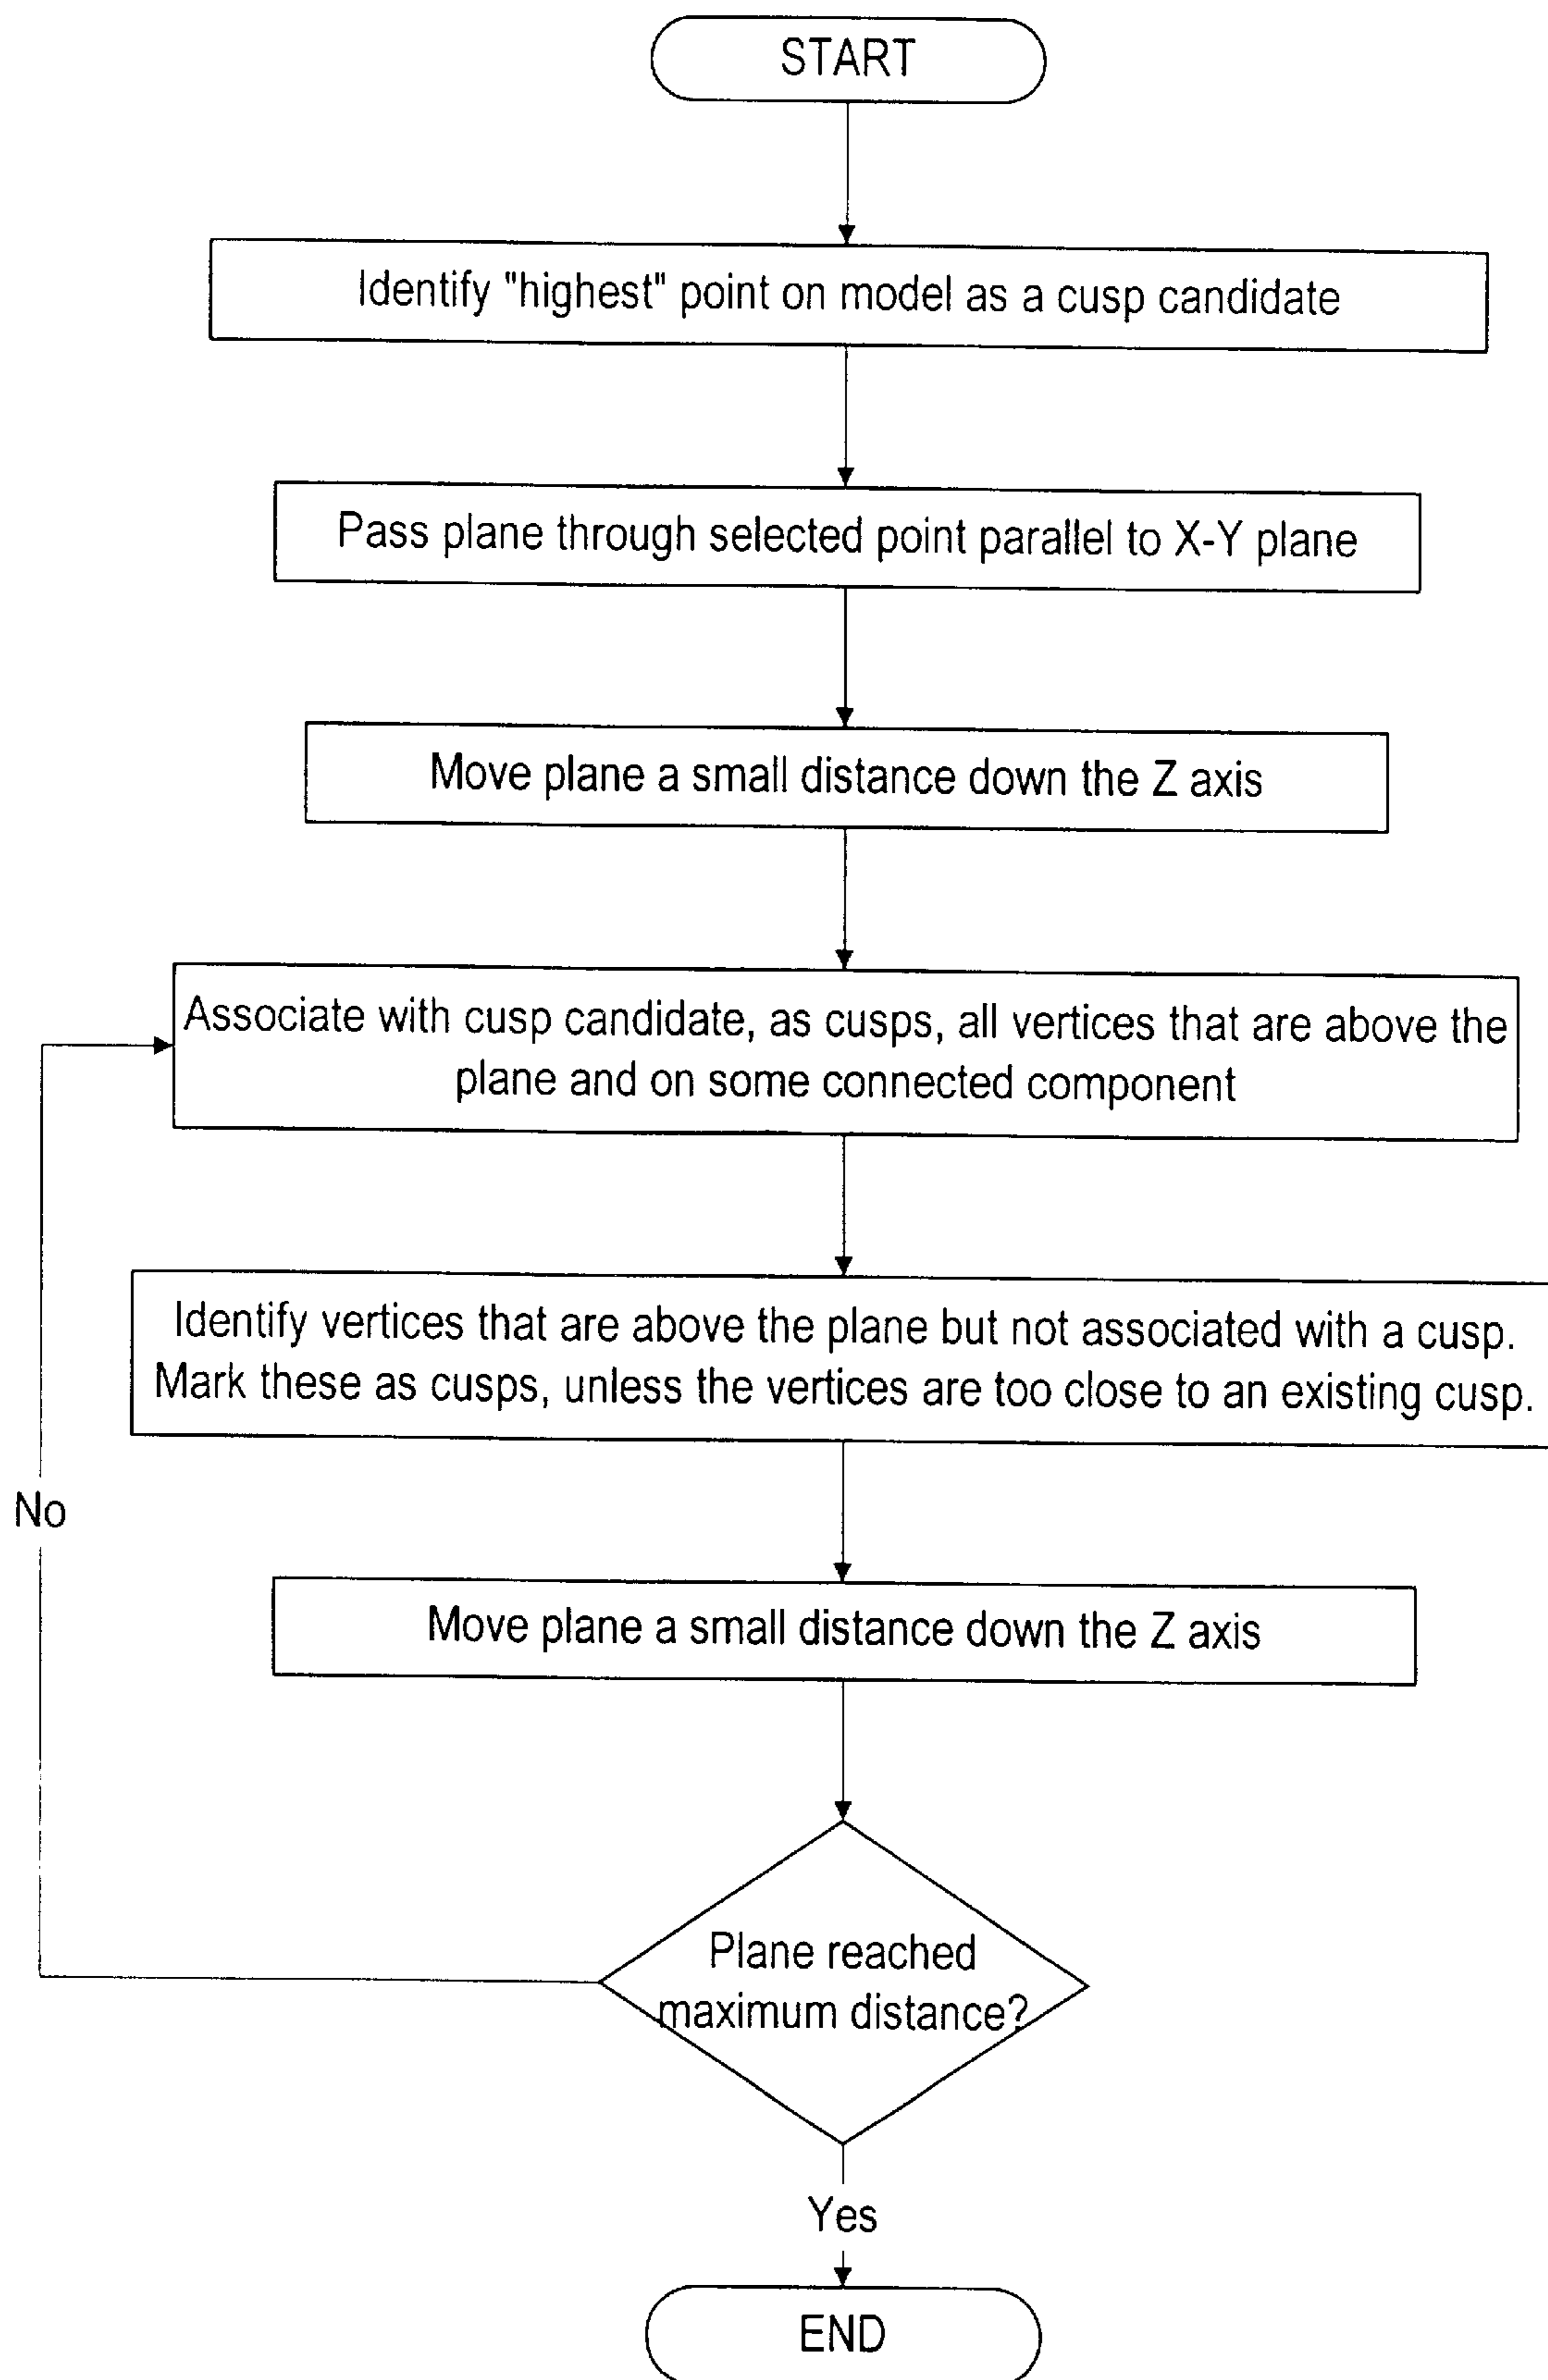 START
Identify "highest" point on model as a cusp candidate
Pass plane through selected point parallel to X-Y plane
Move plane a small distance down the Z axis
Associate with cusp candidate, as cusps, all vertices that are above the
plane and on some connected component
Identify vertices that are above the plane but not associated with a cusp.
Mark these as cusps, unless the vertices are too close to an existing cusp.
No
Move plane a small distance down the Z axis
Plane reached
maximum distance?
Yes
END